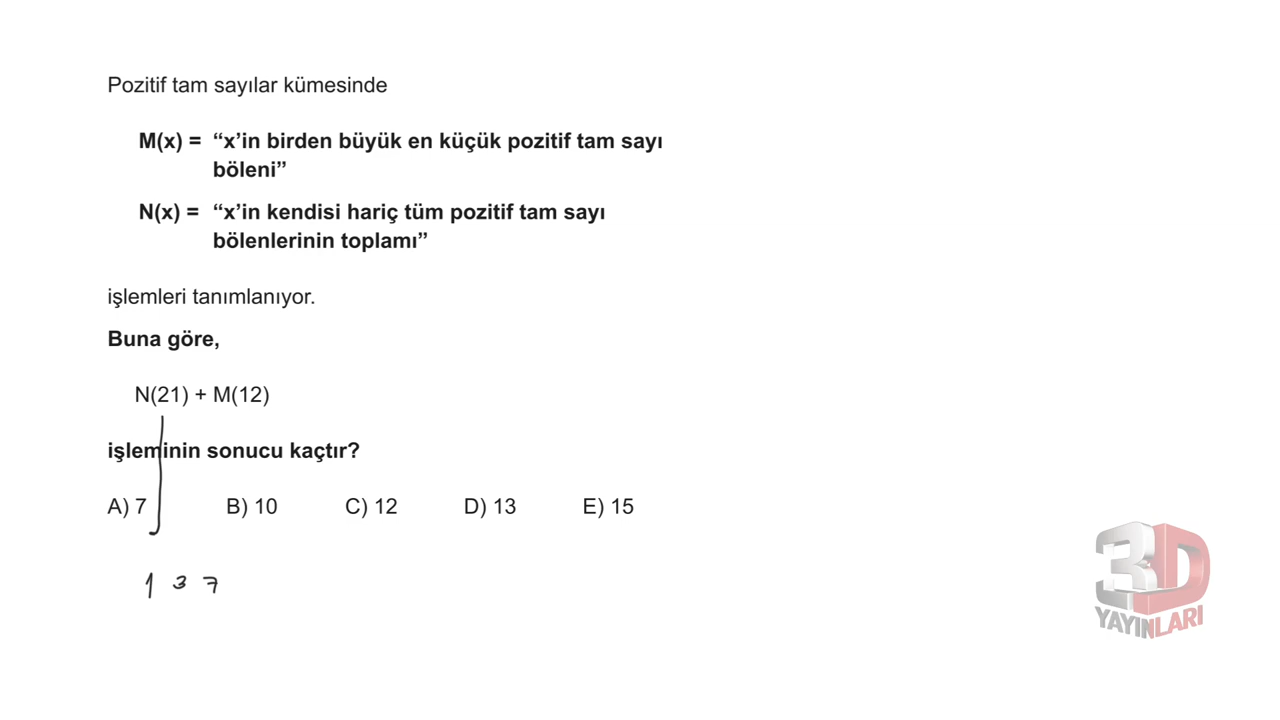 Pozitif tam sayılar kümesinde
M(x) = “x’in birden büyük en küçük pozitif tam sayı
böleni”
N(x) = “x’in kendisi hariç tüm pozitif tam sayı
bölenlerinin toplamı”
işlemleri tanımlanıyor.
Buna göre,
N(21) + M(12)
işleminin sonucu kaçtır?
A) 7 B) 10 C) 12 D) 13 E) 15
1 3 7
3D
YAYINLARI